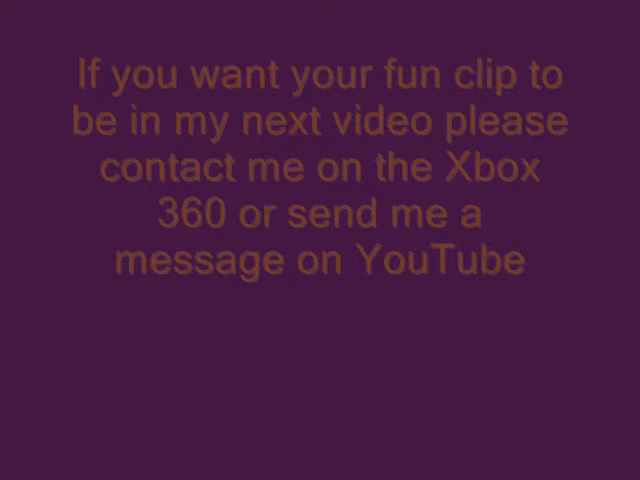 If you want your fun clip to
be in my next video please
contact me on the Xbox
360 or send me a
message on YouTube